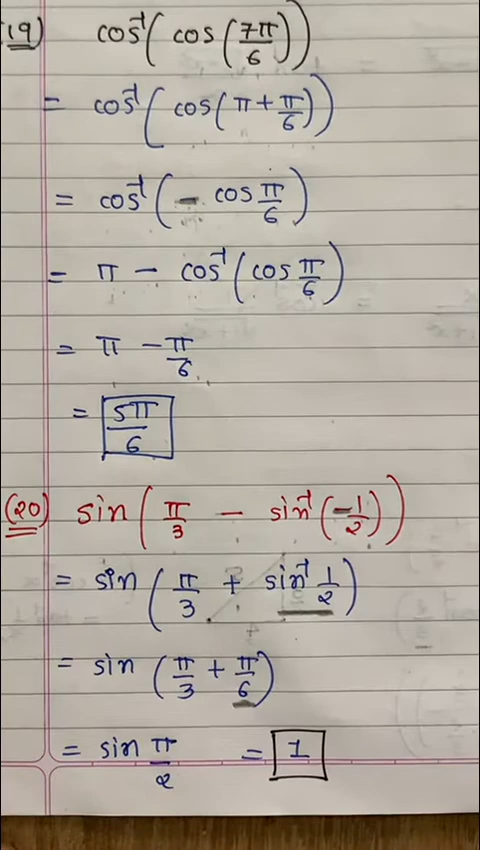 (19) cos⁻¹(cos(7π/6))
= cos⁻¹(cos(π+π/6))
= cos⁻¹(- cos π/6)
= π - cos⁻¹(cos π/6)
= π - π/6
= 5π/6
(20) sin(π/3 - sin⁻¹(-1/2))
= sin(π/3 + sin⁻¹ 1/2)
= sin(π/3 + π/6)
= sin π/2 = 1